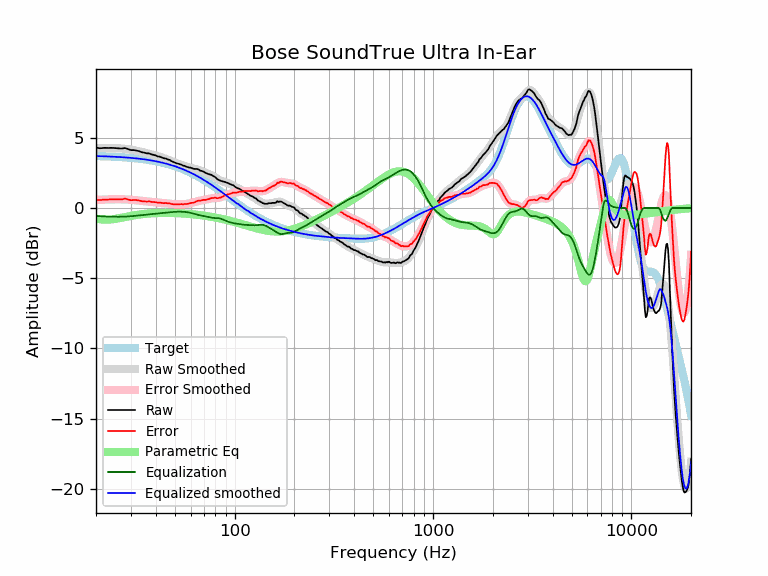 Bose SoundTrue Ultra In-Ear
Amplitude (dBr)
5
0
−5
−10
−15
−20
Target
Raw Smoothed
Error Smoothed
Raw
Error
Parametric Eq
Equalization
Equalized smoothed
100
1000
10000
Frequency (Hz)